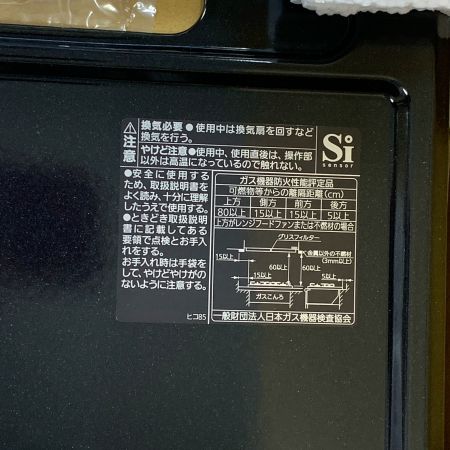 注意
換気必要 ● 使用中は換気扇を回すなど
換気を行う。
やけど注意 ● 使用中、使用直後は、操作部
以外は高温になっているので触れない。
● 安全に使用する
ため、取扱説明書を
よく読み、十分に理解
したうえで使用する。
● ときどき取扱説明
書に記載してある
要領で点検とお手入
れをする。
お手入れ時は手袋を
して、やけどやけがの
ないように注意する。
ヒコ85
Si
sensor
ガス機器防火性能評定品
可燃物等からの離隔距離(cm)
上方 側方 前方 後方
80以上 15以上 15以上 5以上
上方がレンジフードファンまたは不燃材の場合
グリスフィルター
金属以外の不燃材
(3mm以上)
15以上
60以上
60以上
15以上
5以上
ガスこんろ
一般財団法人日本ガス機器検査協会